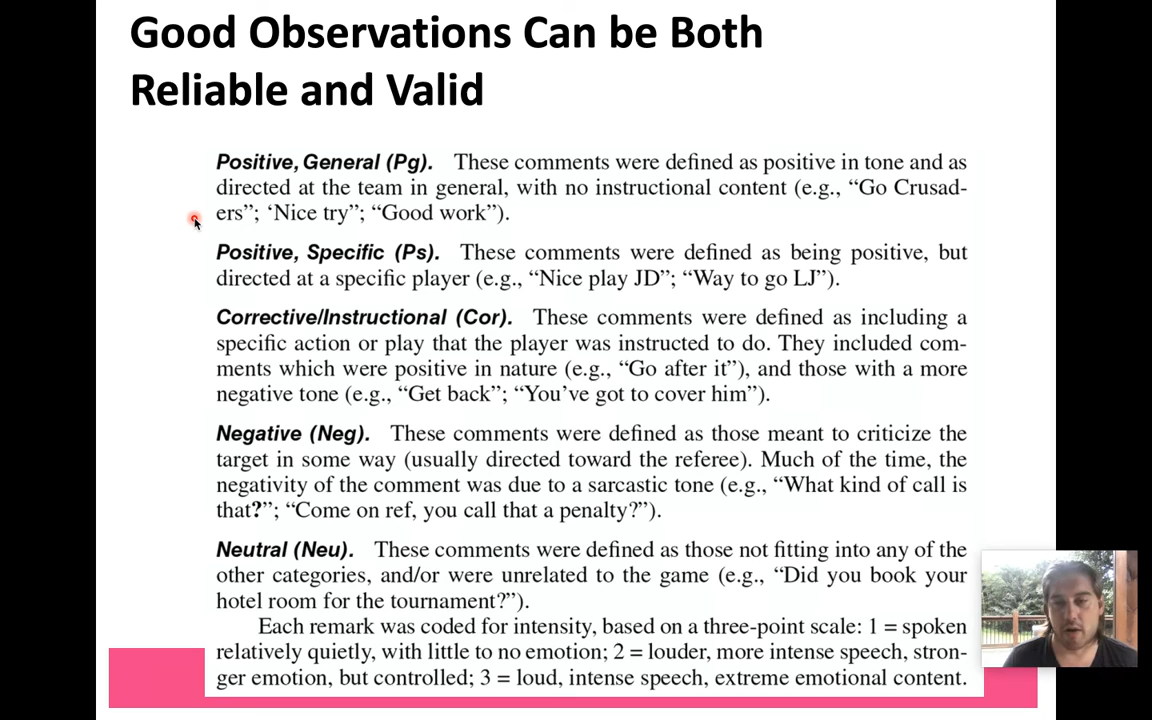 Good Observations Can be Both
Reliable and Valid
Positive, General (Pg). These comments were defined as positive in tone and as
directed at the team in general, with no instructional content (e.g., “Go Crusad-
ers”; ‘Nice try”; “Good work”).
Positive, Specific (Ps). These comments were defined as being positive, but
directed at a specific player (e.g., “Nice play JD”; “Way to go LJ”).
Corrective/Instructional (Cor). These comments were defined as including a
specific action or play that the player was instructed to do. They included com-
ments which were positive in nature (e.g., “Go after it”), and those with a more
negative tone (e.g., “Get back”; “You’ve got to cover him”).
Negative (Neg). These comments were defined as those meant to criticize the
target in some way (usually directed toward the referee). Much of the time, the
negativity of the comment was due to a sarcastic tone (e.g., “What kind of call is
that?”; “Come on ref, you call that a penalty?”).
Neutral (Neu). These comments were defined as those not fitting into any of the
other categories, and/or were unrelated to the game (e.g., “Did you book your
hotel room for the tournament?”).
Each remark was coded for intensity, based on a three-point scale: 1 = spoken
relatively quietly, with little to no emotion; 2 = louder, more intense speech, stron-
ger emotion, but controlled; 3 = loud, intense speech, extreme emotional content.